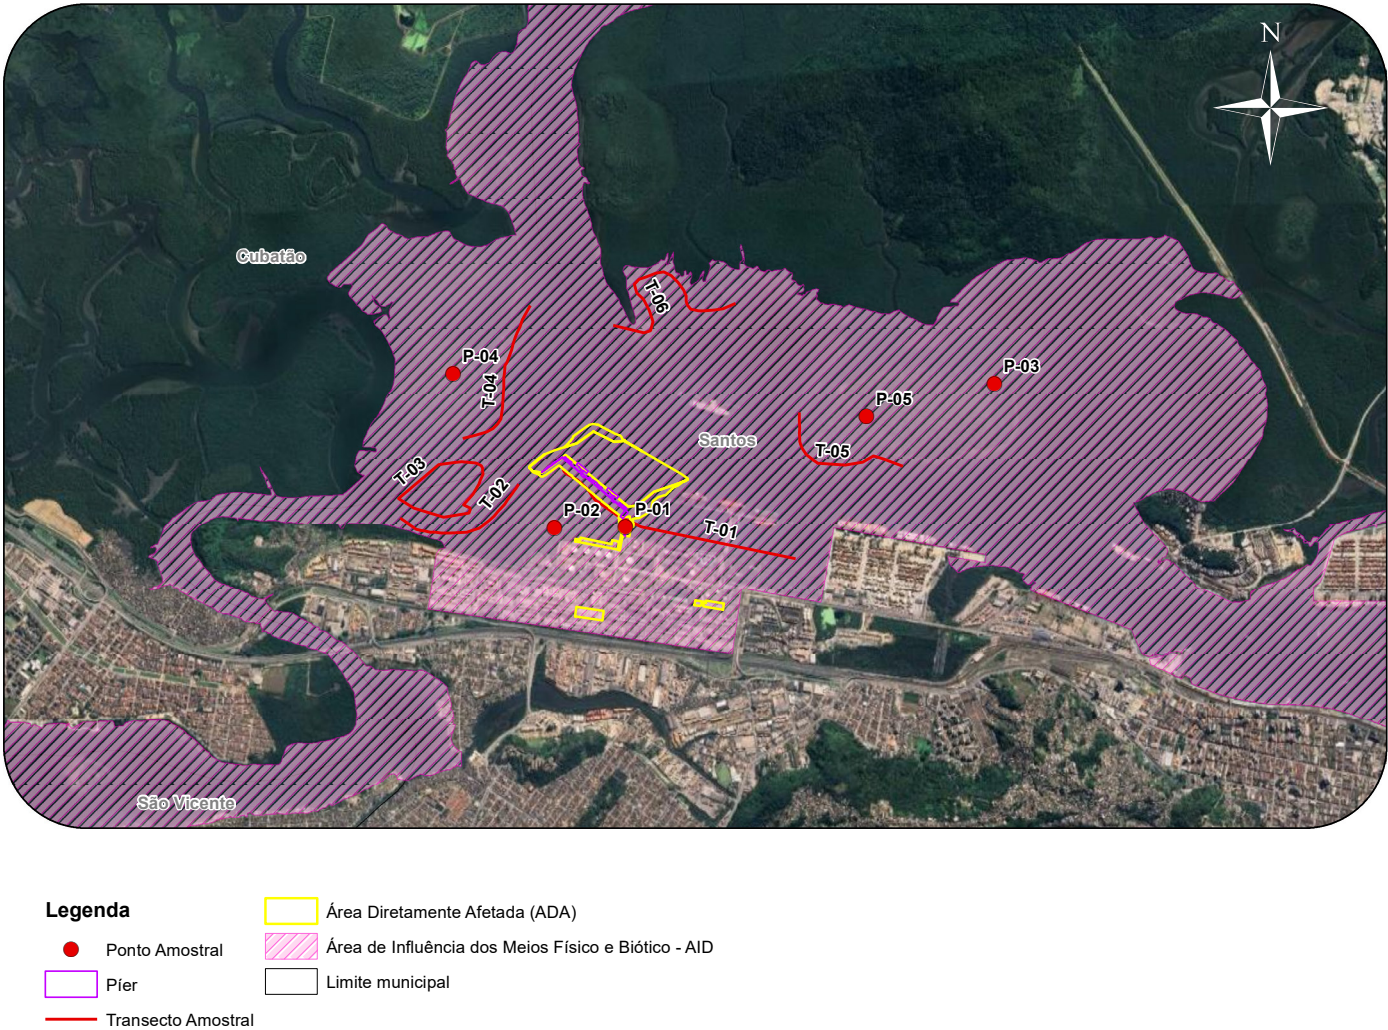 N
Cubatão
T-06
P-04
T-04
P-03
P-05
Santos
T-05
T-03
T-02
P-02
P-01
T-01
São Vicente
Legenda
Ponto Amostral
Píer
Transecto Amostral
Área Diretamente Afetada (ADA)
Área de Influência dos Meios Físico e Biótico - AID
Limite municipal